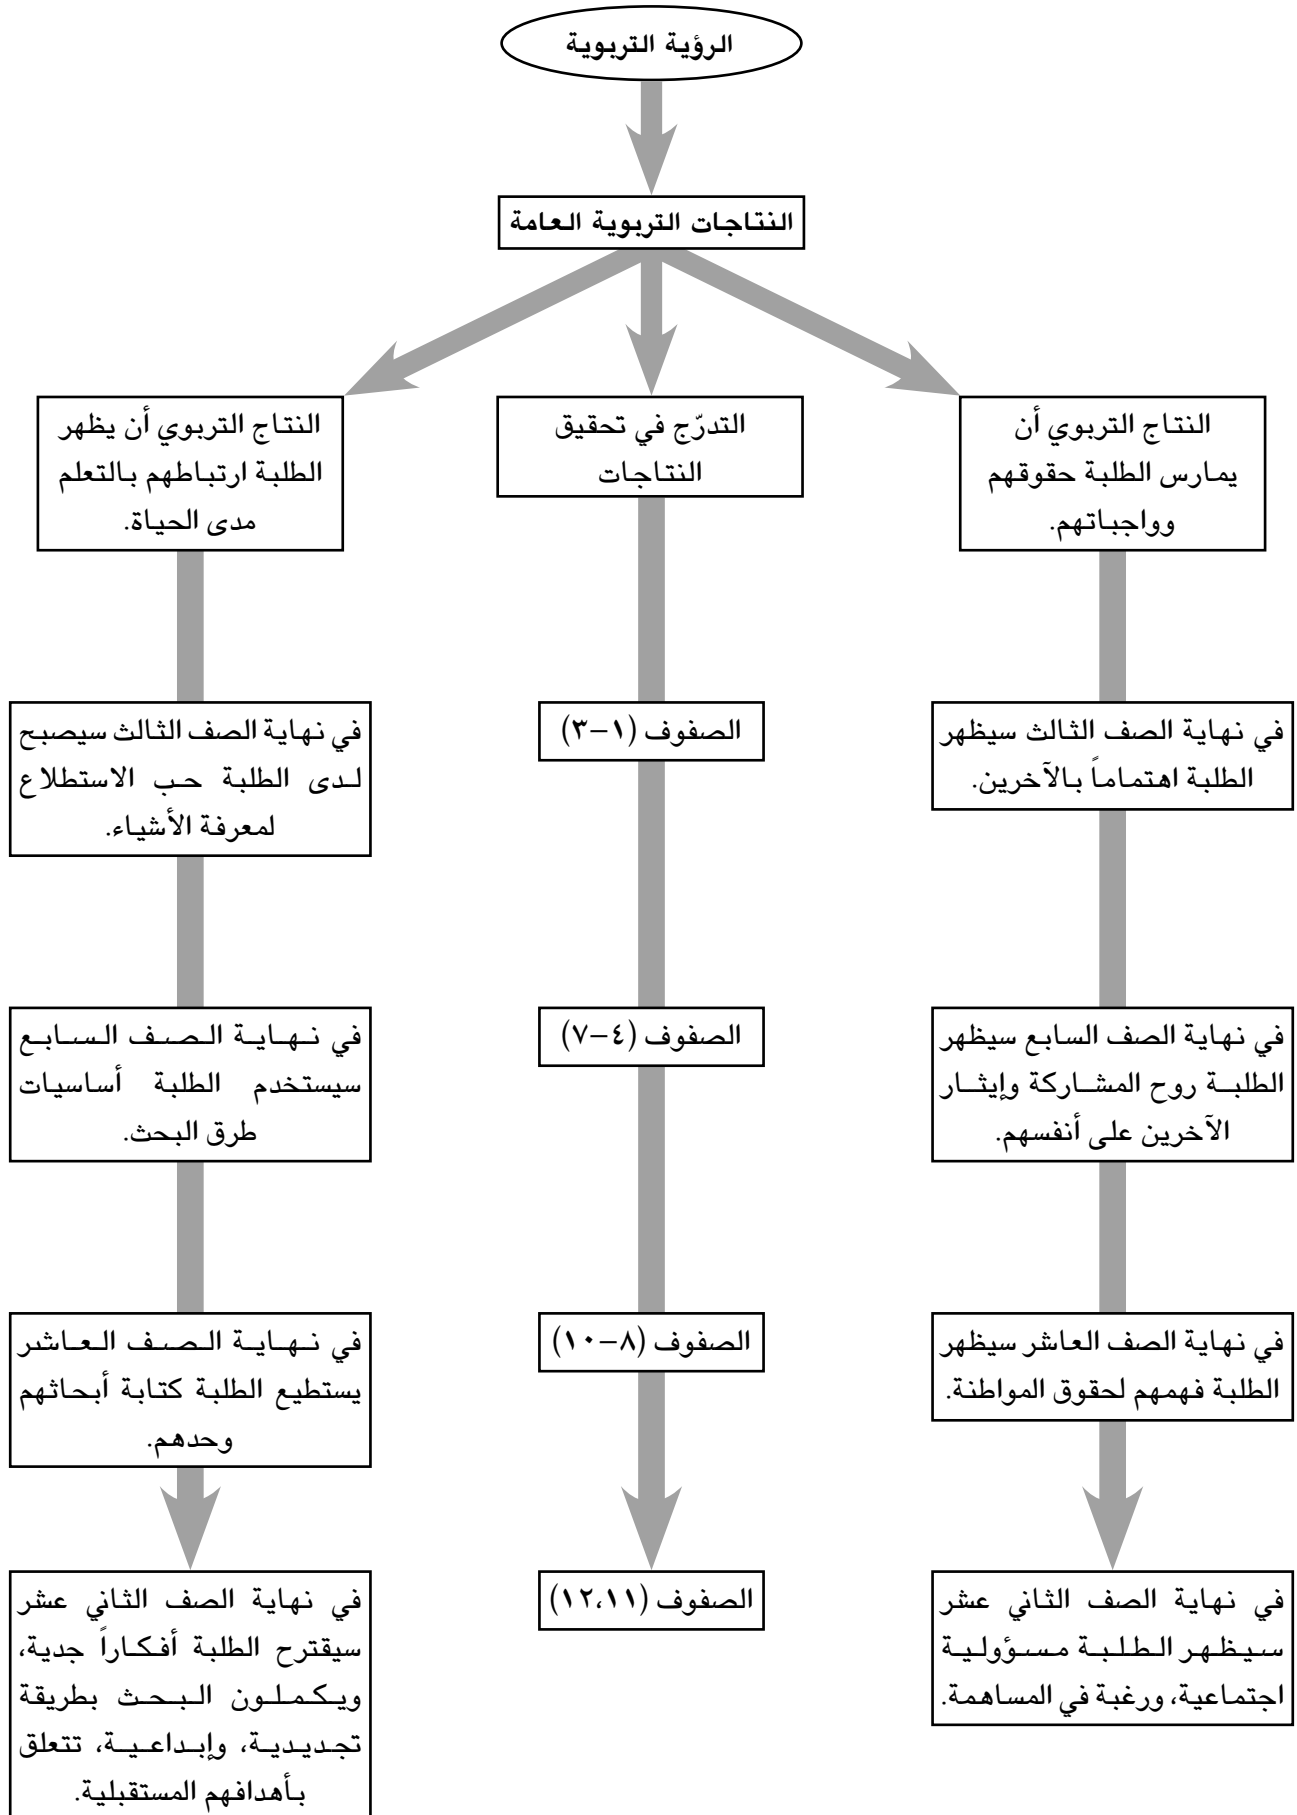 الرؤية التربوية
النتاجات التربوية العامة
النتاج التربوي أن
يمارس الطلبة حقوقهم
وواجباتهم.
التدرّج في تحقيق
النتاجات
النتاج التربوي أن يظهر
الطلبة ارتباطهم بالتعلم
مدى الحياة.
في نهاية الصف الثالث سيظهر
الطلبة اهتماماً بالآخرين.
الصفوف (١-٣)
في نهاية الصف الثالث سيصبح
لدى الطلبة حب الاستطلاع
لمعرفة الأشياء.
في نهاية الصف السابع سيظهر
الطلبة روح المشاركة وإيثار
الآخرين على أنفسهم.
الصفوف (٤-٧)
في نهاية الصف السابع
سيستخدم الطلبة أساسيات
طرق البحث.
في نهاية الصف العاشر سيظهر
الطلبة فهمهم لحقوق المواطنة.
الصفوف (٨-١٠)
في نهاية الصف العاشر
يستطيع الطلبة كتابة أبحاثهم
وحدهم.
في نهاية الصف الثاني عشر
سيظهر الطلبة مسؤولية
اجتماعية، ورغبة في المساهمة.
الصفوف (١٢،١١)
في نهاية الصف الثاني عشر
سيقترح الطلبة أفكاراً جدية،
ويكملون البحث بطريقة
تجديدية، وإبداعية، تتعلق
بأهدافهم المستقبلية.